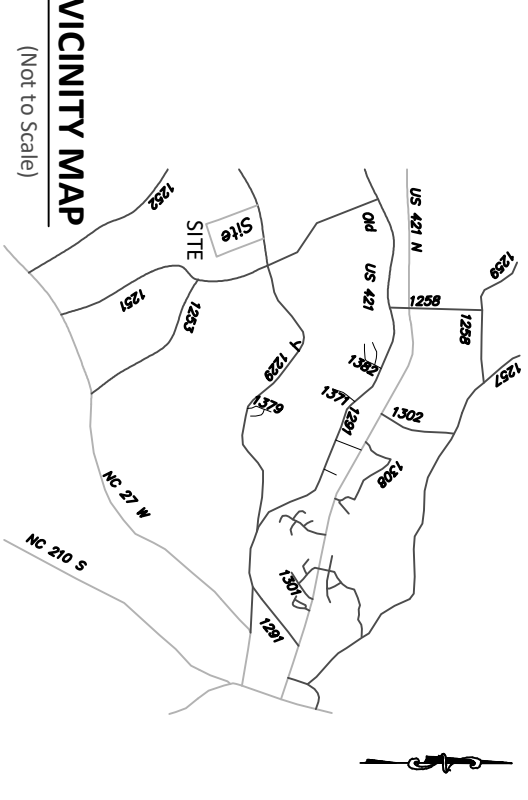 VICINITY MAP
(Not to Scale)
1252
SITE
Site
Old US 421
US 421 N
1259
1258
1258
1257
1251
1253
1229
1382
1371
1291
1302
1379
1308
NC 27 W
NC 210 S
1301
1291